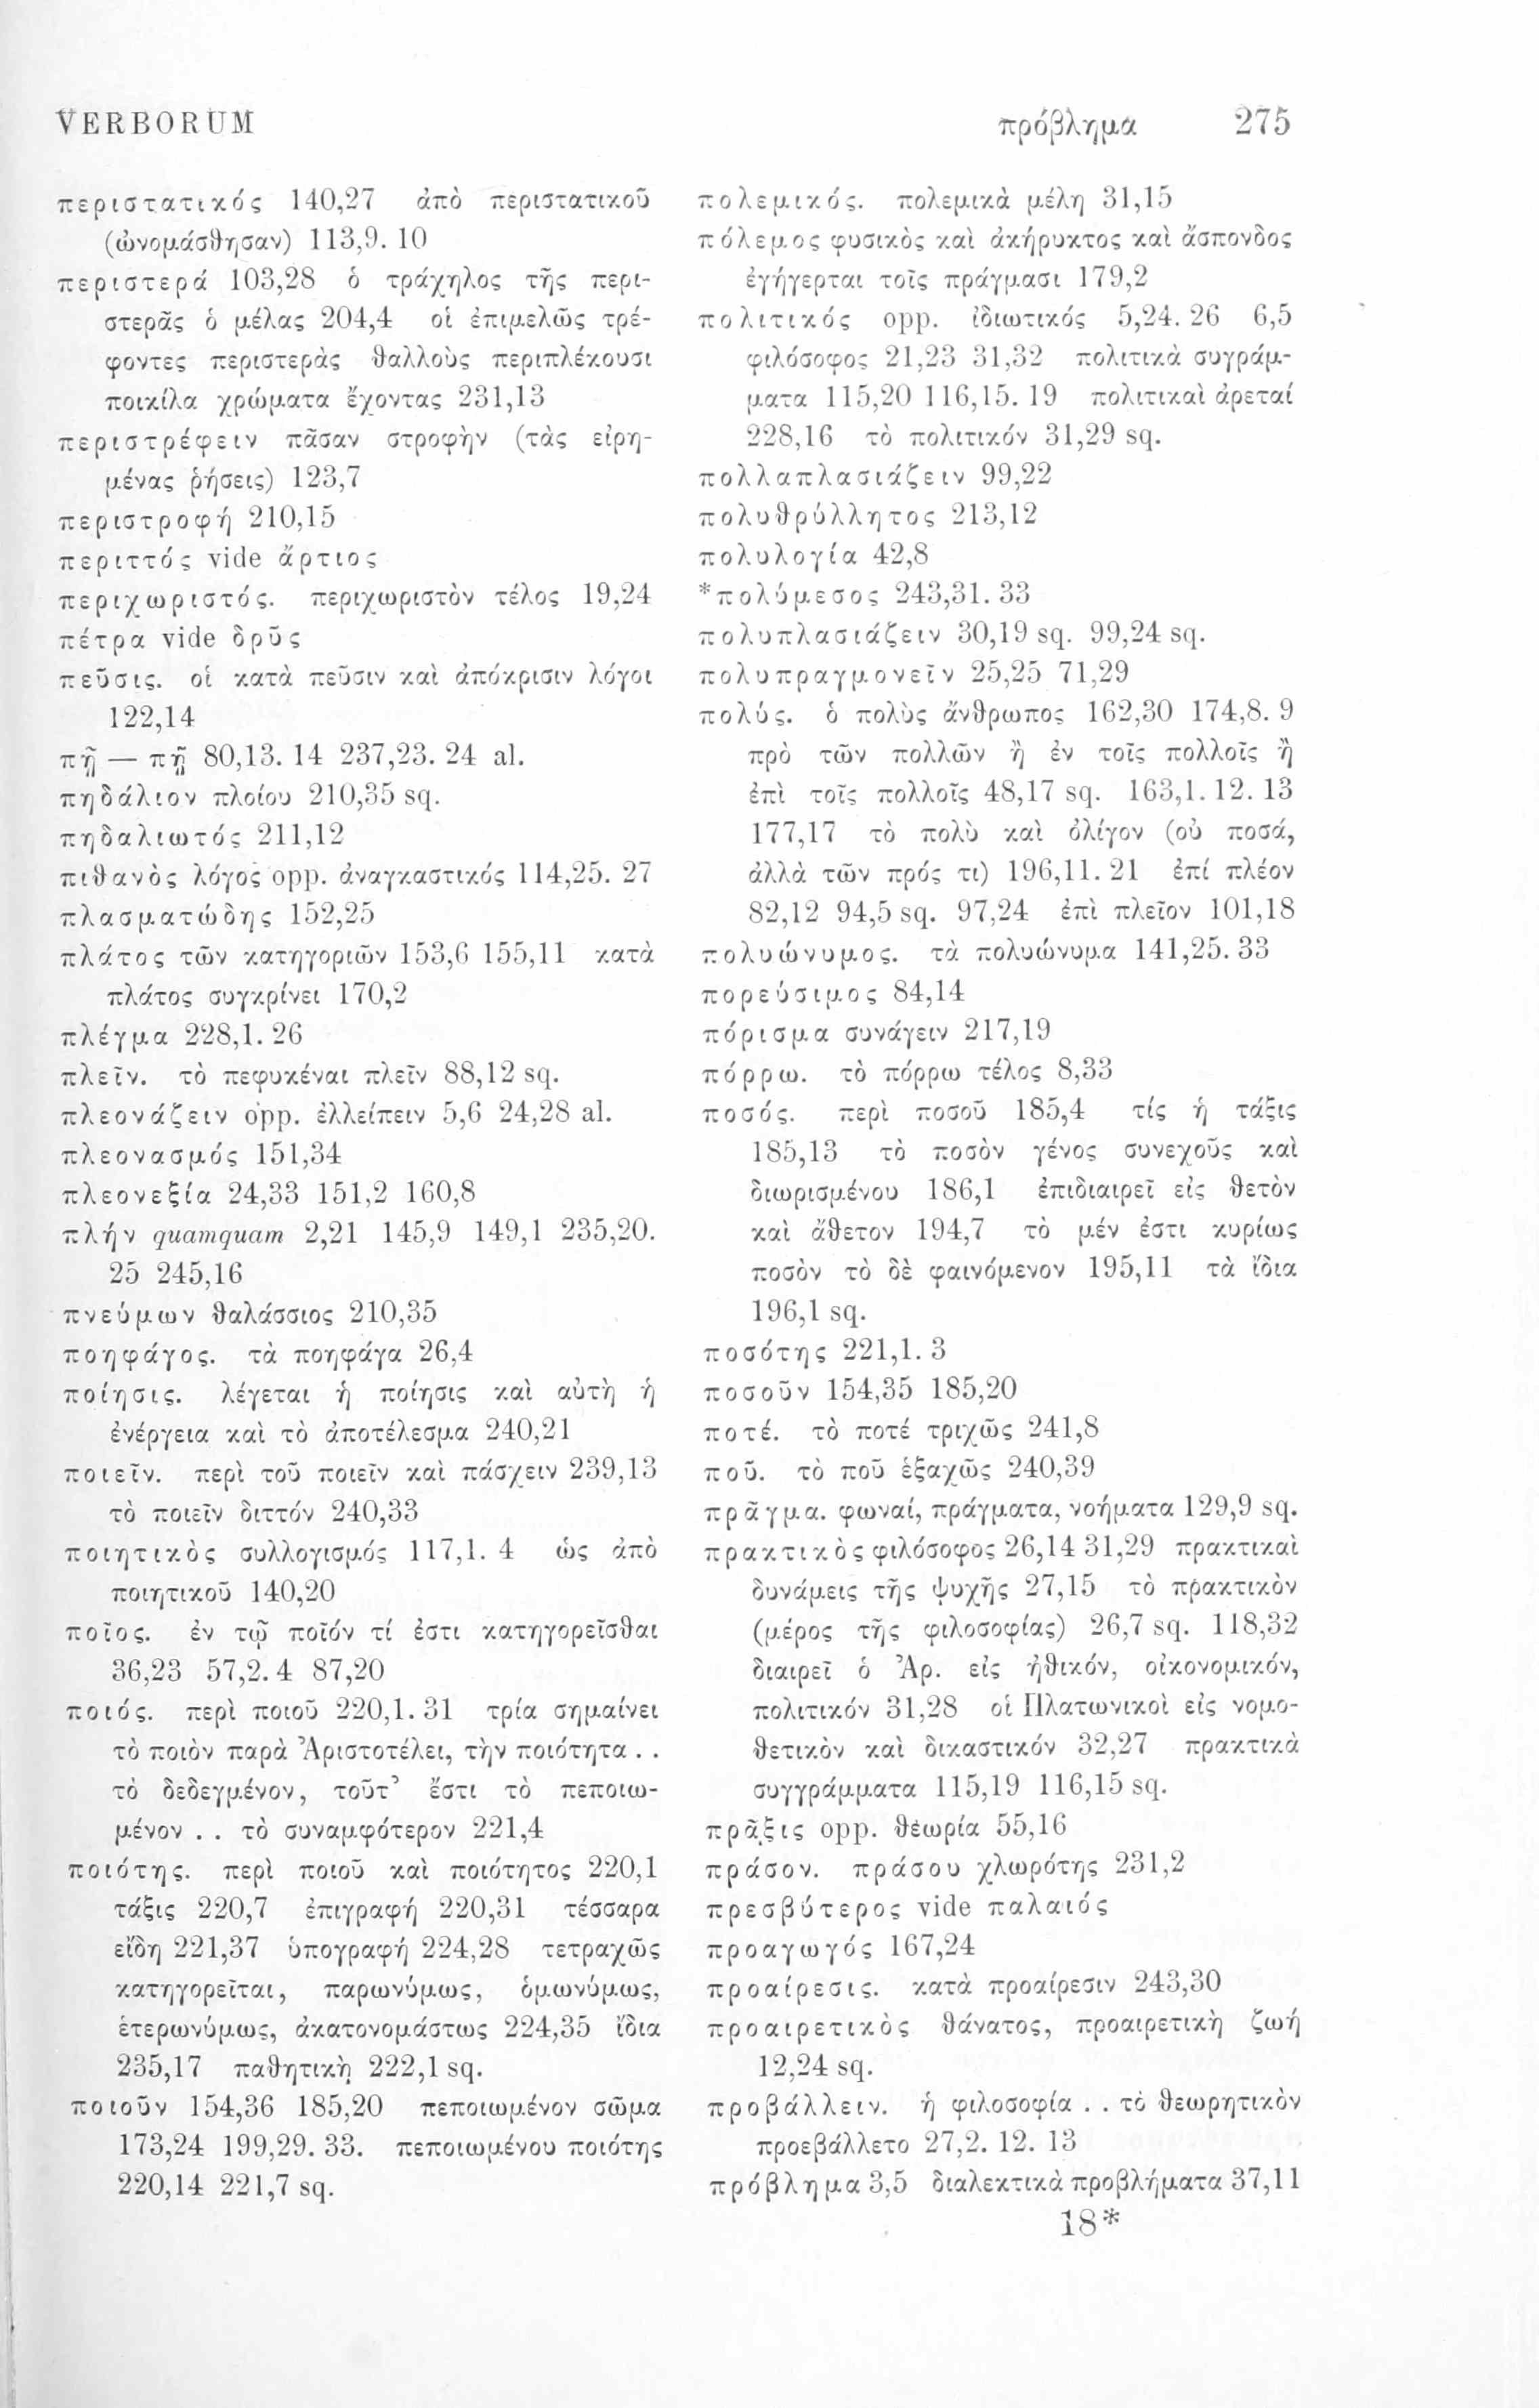 VERBORUM
πρόβλημα 275
περιστατικός 140,27 ἀπὸ περιστατικοῦ
(ὠνομάσθησαν) 113,9. 10
περιστερά 103,28 ὁ τράχηλος τῆς περι-
στερᾶς ὁ μέλας 204,4 οἱ ἐπιμελῶς τρέ-
φοντες περιστερὰς θαλλοὺς περιπλέκουσι
ποικίλα χρώματα ἔχοντας 231,13
περιστρέφειν πᾶσαν στροφὴν (τὰς εἰρη-
μένας ῥήσεις) 123,7
περιστροφή 210,15
περιττός vide ἄρτιος
περιχωριστός. περιχωριστὸν τέλος 19,24
πέτρα vide δρῦς
πεῦσις. οἱ κατὰ πεῦσιν καὶ ἀπόκρισιν λόγοι
122,14
πῇ — πῇ 80,13. 14 237,23. 24 al.
πηδάλιον πλοίου 210,35 sq.
πηδαλιωτός 211,12
πιθανὸς λόγος opp. ἀναγκαστικός 114,25. 27
πλασματώδης 152,25
πλάτος τῶν κατηγοριῶν 153,6 155,11 κατὰ
πλάτος συγκρίνει 170,2
πλέγμα 228,1. 26
πλεῖν. τὸ πεφυκέναι πλεῖν 88,12 sq.
πλεονάζειν opp. ἐλλείπειν 5,6 24,28 al.
πλεονασμός 151,34
πλεονεξία 24,33 151,2 160,8
πλήν quamquam 2,21 145,9 149,1 235,20.
25 245,16
πνεύμων θαλάσσιος 210,35
ποηφάγος. τὰ ποηφάγα 26,4
ποίησις. λέγεται ἡ ποίησις καὶ αὐτὴ ἡ
ἐνέργεια καὶ τὸ ἀποτέλεσμα 240,21
ποιεῖν. περὶ τοῦ ποιεῖν καὶ πάσχειν 239,13
τὸ ποιεῖν διττόν 240,33
ποιητικὸς συλλογισμός 117,1. 4 ὡς ἀπὸ
ποιητικοῦ 140,20
ποῖος. ἐν τῷ ποῖόν τί ἐστι κατηγορεῖσθαι
36,23 57,2. 4 87,20
ποιός. περὶ ποιοῦ 220,1. 31 τρία σημαίνει
τὸ ποιὸν παρὰ Ἀριστοτέλει, τὴν ποιότητα . .
τὸ δεδεγμένον, τοῦτ’ ἔστι τὸ πεποιω-
μένον . . τὸ συναμφότερον 221,4
ποιότης. περὶ ποιοῦ καὶ ποιότητος 220,1
τάξις 220,7 ἐπιγραφή 220,31 τέσσαρα
εἴδη 221,37 ὑπογραφή 224,28 τετραχῶς
κατηγορεῖται, παρωνύμως, ὁμωνύμως,
ἑτερωνύμως, ἀκατονομάστως 224,35 ἴδια
235,17 παθητικὴ 222,1 sq.
ποιοῦν 154,36 185,20 πεποιωμένον σῶμα
173,24 199,29. 33. πεποιωμένου ποιότης
220,14 221,7 sq.
πολεμικός. πολεμικὰ μέλη 31,15
πόλεμος φυσικὸς καὶ ἀκήρυκτος καὶ ἄσπονδος
ἐγήγερται τοῖς πράγμασι 179,2
πολιτικός opp. ἰδιωτικός 5,24. 26 6,5
φιλόσοφος 21,23 31,32 πολιτικὰ συγράμ-
ματα 115,20 116,15. 19 πολιτικαὶ ἀρεταί
228,16 τὸ πολιτικόν 31,29 sq.
πολλαπλασιάζειν 99,22
πολυθρύλλητος 213,12
πολυλογία 42,8
*πολύμεσος 243,31. 33
πολυπλασιάζειν 30,19 sq. 99,24 sq.
πολυπραγμονεῖν 25,25 71,29
πολύς. ὁ πολὺς ἄνθρωπος 162,30 174,8. 9
πρὸ τῶν πολλῶν ἢ ἐν τοῖς πολλοῖς ἢ
ἐπὶ τοῖς πολλοῖς 48,17 sq. 163,1. 12. 13
177,17 τὸ πολὺ καὶ ὀλίγον (οὐ ποσά,
ἀλλὰ τῶν πρός τι) 196,11. 21 ἐπί πλέον
82,12 94,5 sq. 97,24 ἐπὶ πλεῖον 101,18
πολυώνυμος. τὰ πολυώνυμα 141,25. 33
πορεύσιμος 84,14
πόρισμα συνάγειν 217,19
πόρρω. τὸ πόρρω τέλος 8,33
ποσός. περὶ ποσοῦ 185,4 τίς ἡ τάξις
185,13 τὸ ποσὸν γένος συνεχοῦς καὶ
διωρισμένου 186,1 ἐπιδιαιρεῖ εἰς θετὸν
καὶ ἄθετον 194,7 τὸ μέν ἐστι κυρίως
ποσὸν τὸ δὲ φαινόμενον 195,11 τὰ ἴδια
196,1 sq.
ποσότης 221,1. 3
ποσοῦν 154,35 185,20
ποτέ. τὸ ποτέ τριχῶς 241,8
ποῦ. τὸ ποῦ ἑξαχῶς 240,39
πρᾶγμα. φωναί, πράγματα, νοήματα 129,9 sq.
πρακτικὸς φιλόσοφος 26,14 31,29 πρακτικαὶ
δυνάμεις τῆς ψυχῆς 27,15 τὸ πρακτικὸν
(μέρος τῆς φιλοσοφίας) 26,7 sq. 118,32
διαιρεῖ ὁ Ἀρ. εἰς ἠθικόν, οἰκονομικόν,
πολιτικόν 31,28 οἱ Πλατωνικοὶ εἰς νομο-
θετικὸν καὶ δικαστικόν 32,27 πρακτικὰ
συγγράμματα 115,19 116,15 sq.
πρᾶξις opp. θεωρία 55,16
πράσον. πράσου χλωρότης 231,2
πρεσβύτερος vide παλαιός
προαγωγός 167,24
προαίρεσις. κατὰ προαίρεσιν 243,30
προαιρετικὸς θάνατος, προαιρετικὴ ζωή
12,24 sq.
προβάλλειν. ἡ φιλοσοφία . . τὸ θεωρητικὸν
προεβάλλετο 27,2. 12. 13
πρόβλημα 3,5 διαλεκτικὰ προβλήματα 37,11
18*